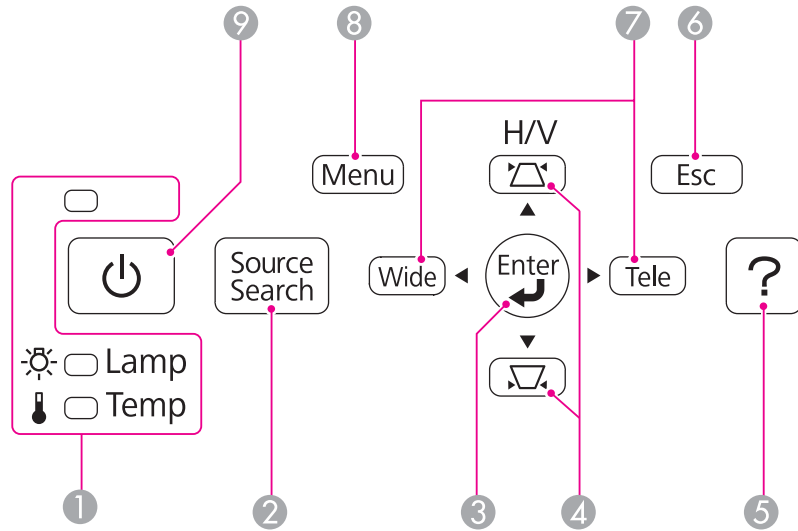 9
8
7
6
H/V
Menu
Esc
Source
Search
Wide
Enter
Tele
?
Lamp
Temp
1
2
3
4
5